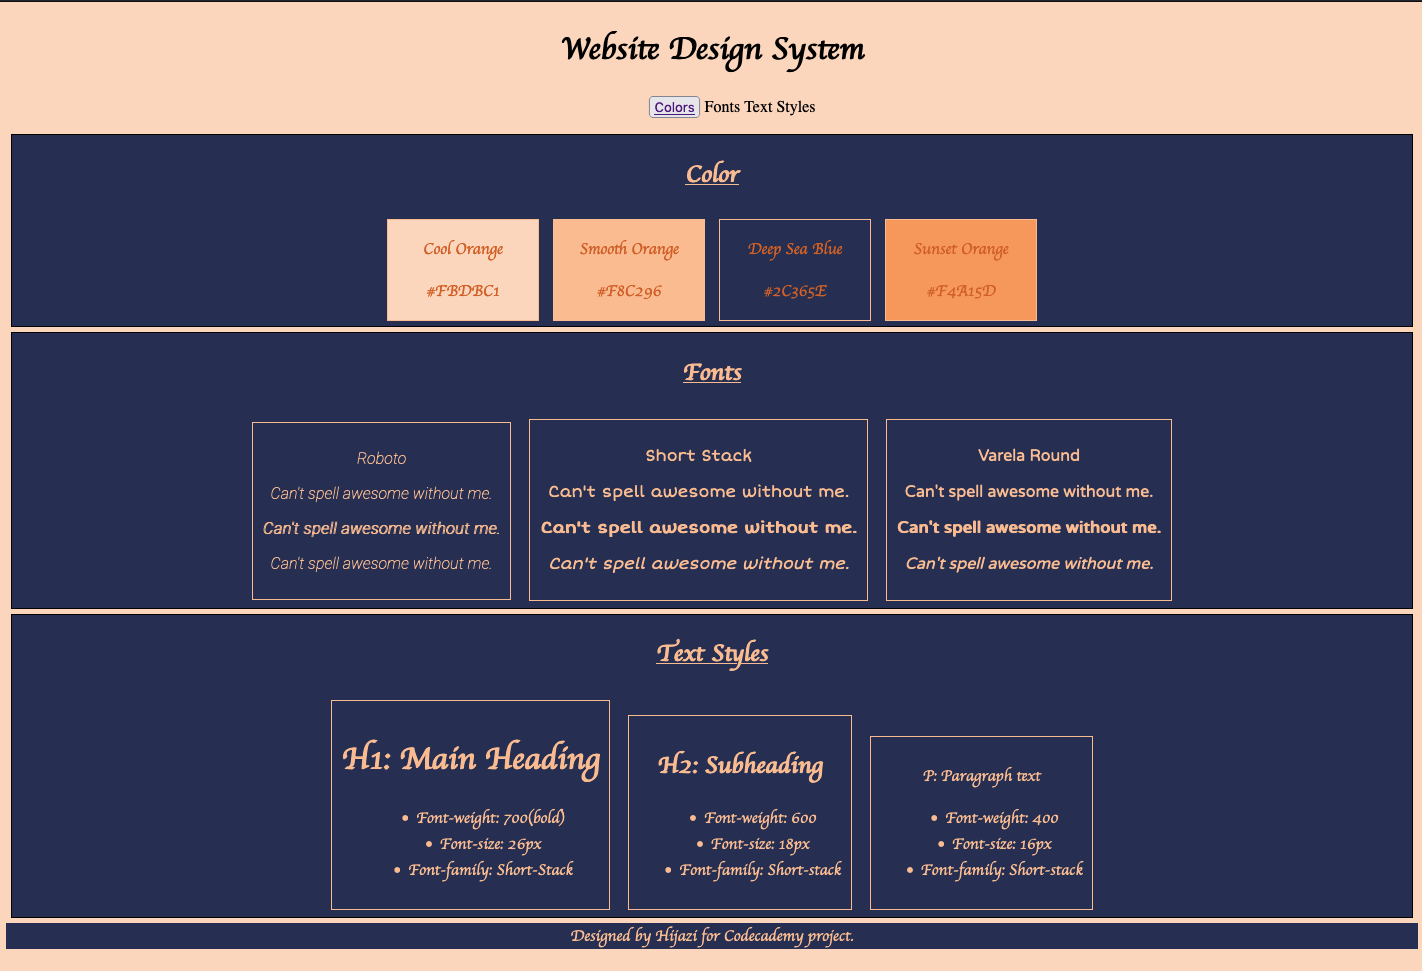 Website Design System
Colors Fonts Text Styles
Color
Cool Orange
#FBDBC1
Smooth Orange
#F8C296
Deep Sea Blue
#2C365E
Sunset Orange
#F4A15D
Fonts
Roboto
Can't spell awesome without me.
Can't spell awesome without me.
Can't spell awesome without me.
Short Stack
Can't spell awesome without me.
Can't spell awesome without me.
Can't spell awesome without me.
Varela Round
Can't spell awesome without me.
Can't spell awesome without me.
Can't spell awesome without me.
Text Styles
H1: Main Heading
• Font-weight: 700(bold)
• Font-size: 26px
• Font-family: Short-Stack
H2: Subheading
• Font-weight: 600
• Font-size: 18px
• Font-family: Short-stack
P: Paragraph text
• Font-weight: 400
• Font-size: 16px
• Font-family: Short-stack
Designed by Hijazi for Codecademy project.